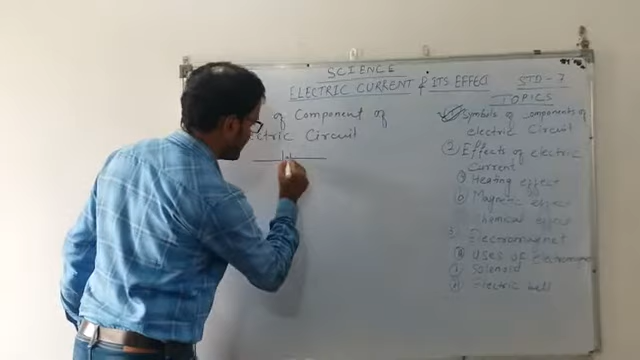 SCIENCE
ELECTRIC CURRENT & ITS EFFECT
STD - 7
of Component of
ctric Circuit
TOPICS
① Symbols of components of
electric Circuit
② Effects of electric
current
ⓐ Heating effect
ⓑ Magnetic effect
chemical effect
3. Electromagnet
Uses of Electromagnet
Solenoid
Electric bell